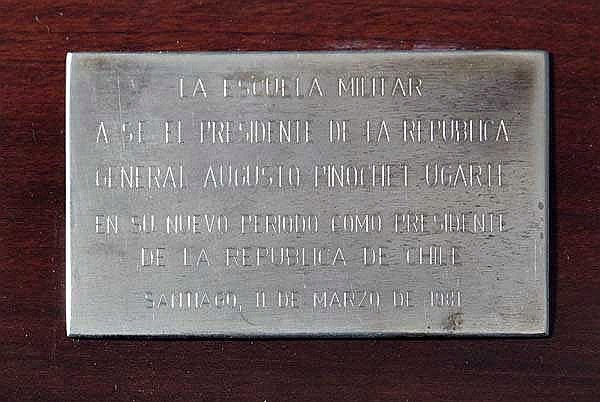 LA ESCUELA MILITAR
A S.E. EL PRESIDENTE DE LA REPUBLICA
GENERAL AUGUSTO PINOCHET UGARTE
EN SU NUEVO PERIODO COMO PRESIDENTE
DE LA REPUBLICA DE CHILE
SANTIAGO, 11 DE MARZO DE 1981